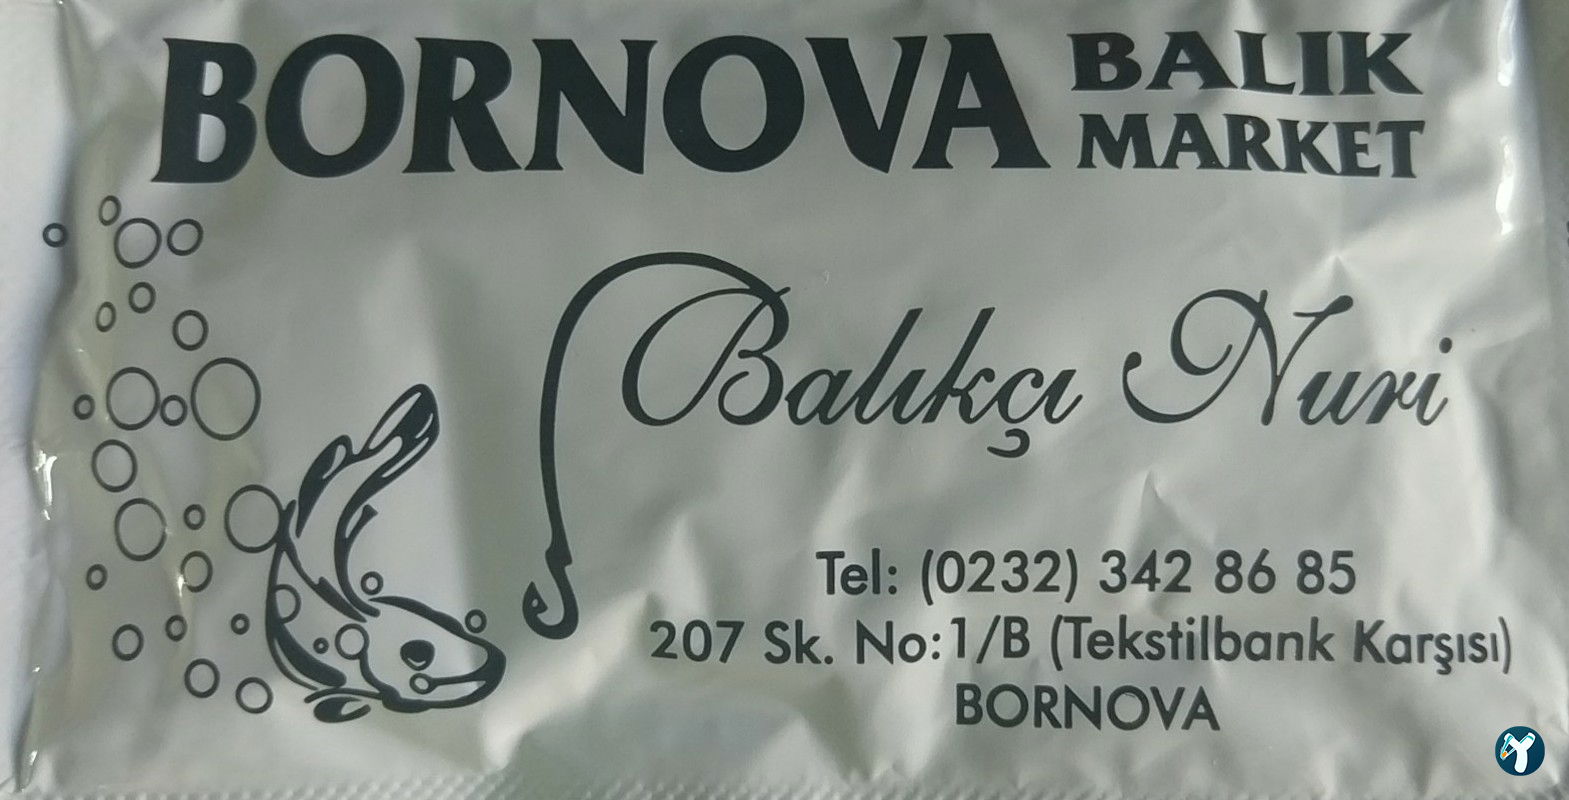 BORNOVA BALIK MARKET
Balıkçı Nuri
Tel: (0232) 342 86 85
207 Sk. No:1/B (Tekstilbank Karşısı)
BORNOVA